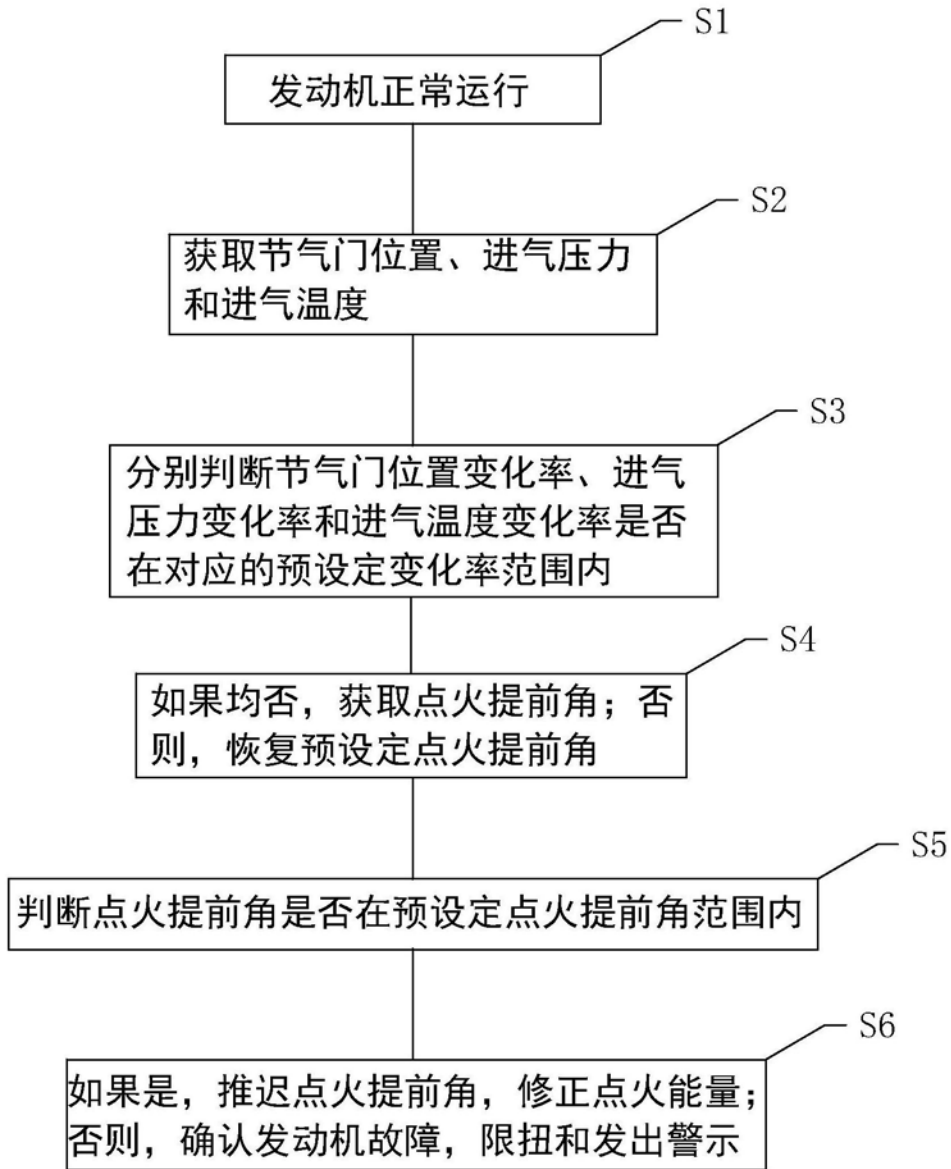 S1
发动机正常运行
S2
获取节气门位置、进气压力
和进气温度
S3
分别判断节气门位置变化率、进气
压力变化率和进气温度变化率是否
在对应的预设定变化率范围内
S4
如果均否，获取点火提前角；否
则，恢复预设定点火提前角
S5
判断点火提前角是否在预设定点火提前角范围内
S6
如果是，推迟点火提前角，修正点火能量；
否则，确认发动机故障，限扭和发出警示